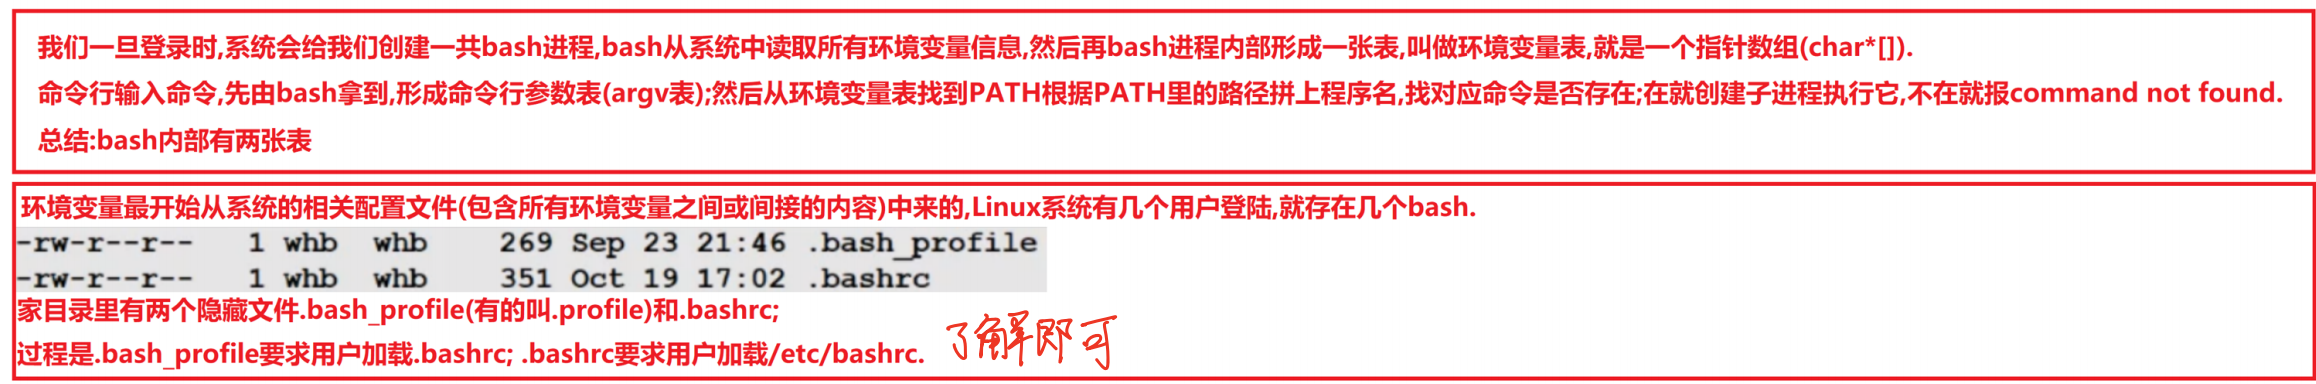 我们一旦登录时,系统会给我们创建一共bash进程,bash从系统中读取所有环境变量信息,然后再bash进程内部形成一张表,叫做环境变量表,就是一个指针数组(char*[]).
命令行输入命令,先由bash拿到,形成命令行参数表(argv表);然后从环境变量表找到PATH根据PATH里的路径拼上程序名,找对应命令是否存在;在就创建子进程执行它,不在就报command not found.
总结:bash内部有两张表
环境变量最开始从系统的相关配置文件(包含所有环境变量之间或间接的内容)中来的,Linux系统有几个用户登陆,就存在几个bash.
-rw-r--r-- 1 whb whb 269 Sep 23 21:46 .bash_profile
-rw-r--r-- 1 whb whb 351 Oct 19 17:02 .bashrc
家目录里有两个隐藏文件.bash_profile(有的叫.profile)和.bashrc;
过程是.bash_profile要求用户加载.bashrc; .bashrc要求用户加载/etc/bashrc.
了解即可